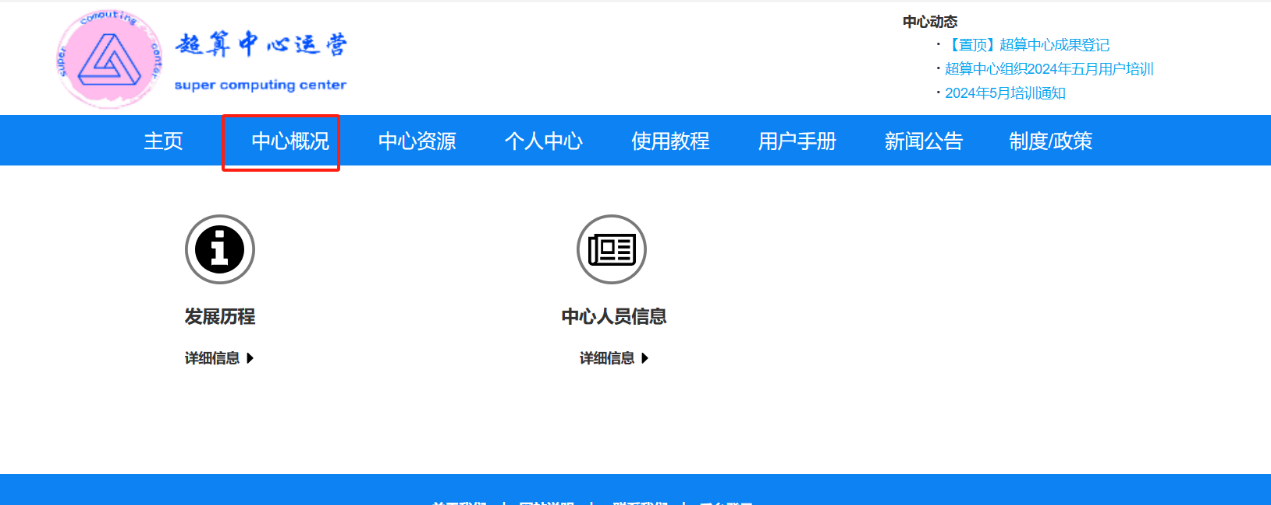 super computing center
超算中心运营
super computing center
中心动态
· 【置顶】超算中心成果登记
· 超算中心组织2024年五月用户培训
· 2024年5月培训通知
主页 中心概况 中心资源 个人中心 使用教程 用户手册 新闻公告 制度/政策
发展历程 中心人员信息
详细信息 详细信息